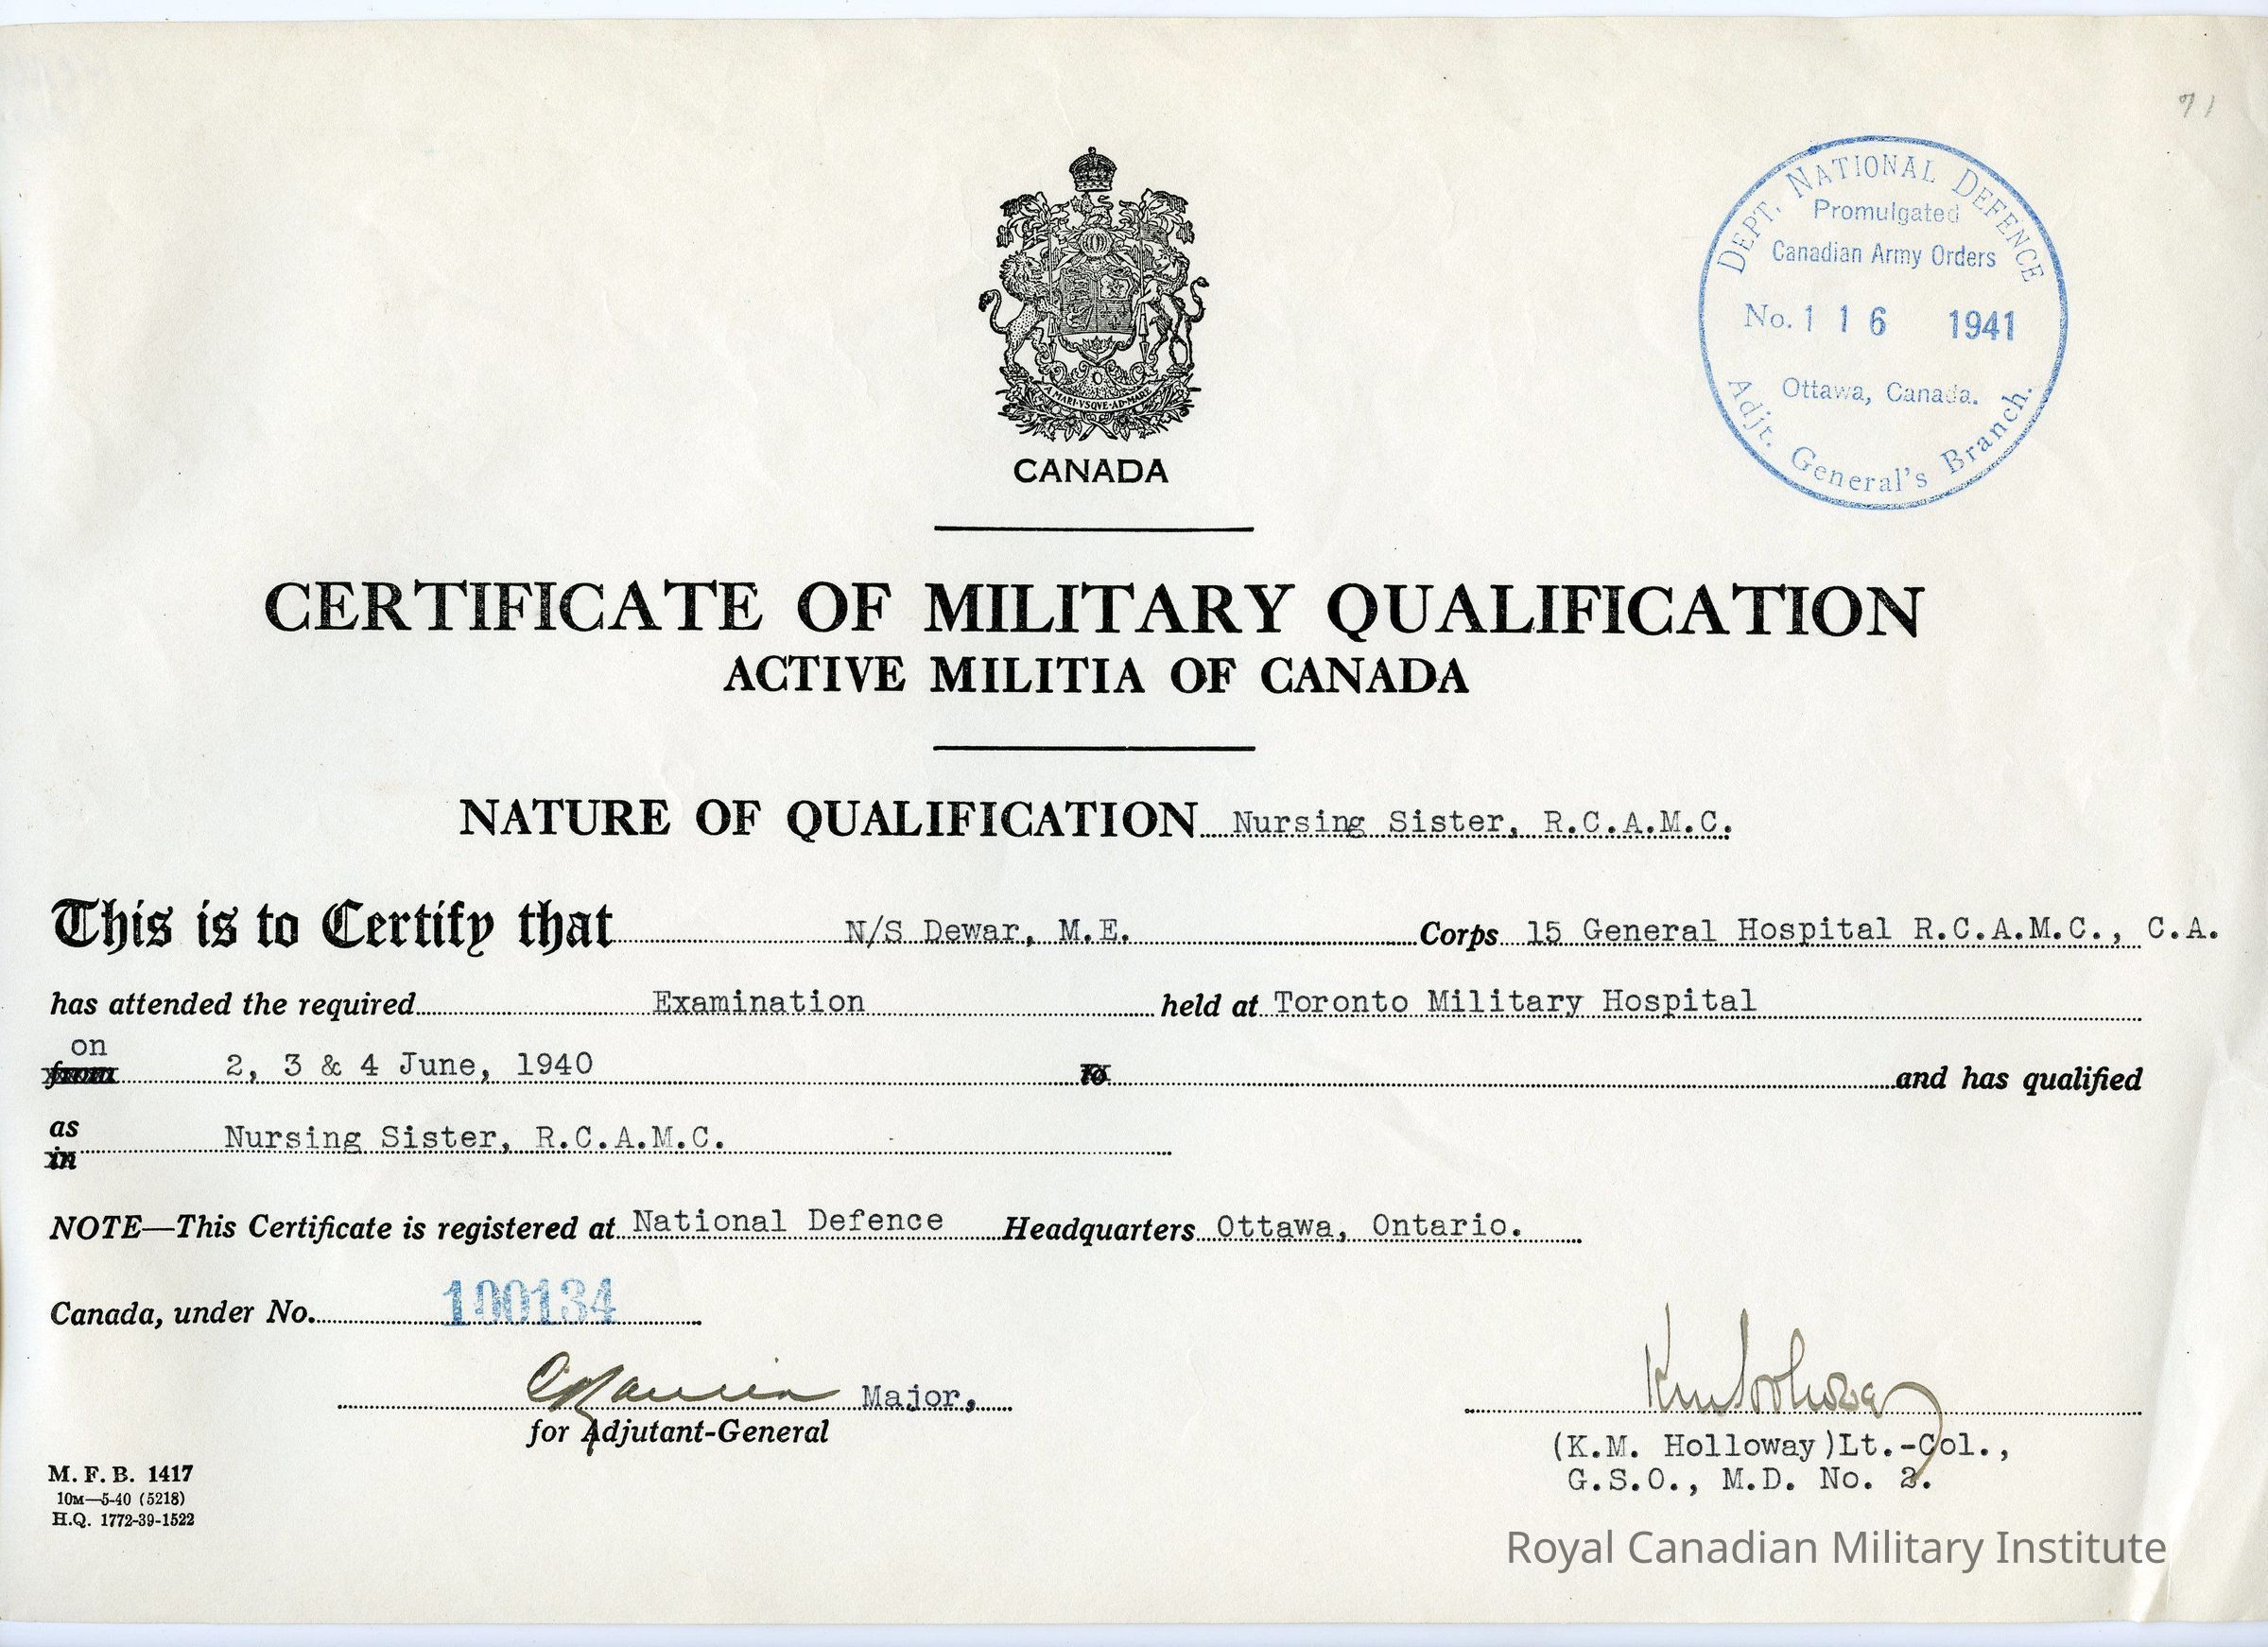 71
DEPT. NATIONAL DEFENCE
Promulgated
Canadian Army Orders
No. 116 1941
Ottawa, Canada.
Adjt. General's Branch.
A MARI·VSQVE·AD·MARE
CANADA
CERTIFICATE OF MILITARY QUALIFICATION
ACTIVE MILITIA OF CANADA
NATURE OF QUALIFICATION Nursing Sister, R.C.A.M.C.
This is to Certify that N/S Dewar, M.E. Corps 15 General Hospital R.C.A.M.C., C.A.
has attended the required Examination held at Toronto Military Hospital
on
from 2, 3 & 4 June, 1940 to and has qualified
as
in Nursing Sister, R.C.A.M.C.
NOTE—This Certificate is registered at National Defence Headquarters Ottawa, Ontario.
Canada, under No. 100134
Major,
for Adjutant-General
(K.M. Holloway)Lt.-Col.,
G.S.O., M.D. No. 2.
M. F. B. 1417
10M—5-40 (5218)
H.Q. 1772-39-1522
Royal Canadian Military Institute